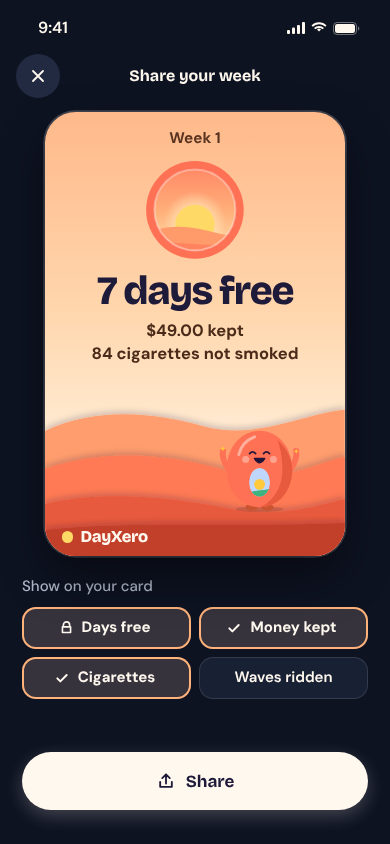 9:41
Share your week
Week 1
7 days free
$49.00 kept
84 cigarettes not smoked
DayXero
Show on your card
Days free
Money kept
Cigarettes
Waves ridden
Share